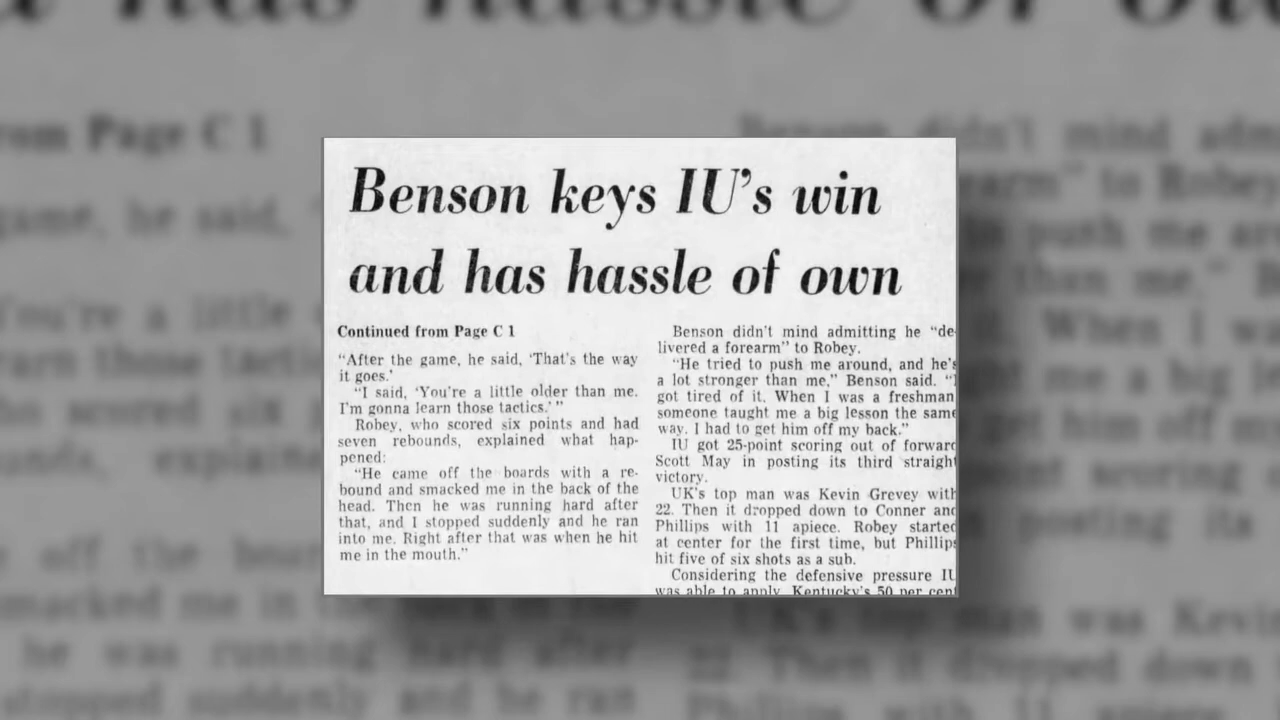 Benson keys IU's win
and has hassle of own
Continued from Page C 1
"After the game, he said, 'That's the way
it goes.'
"I said, 'You're a little older than me.
I'm gonna learn those tactics.' "
Robey, who scored six points and had
seven rebounds, explained what hap-
pened:
"He came off the boards with a re-
bound and smacked me in the back of the
head. Then he was running hard after
that, and I stopped suddenly and he ran
into me. Right after that was when he hit
me in the mouth."
Benson didn't mind admitting he "de-
livered a forearm" to Robey.
"He tried to push me around, and he's
a lot stronger than me," Benson said. "I
got tired of it. When I was a freshman
someone taught me a big lesson the same
way. I had to get him off my back."
IU got 25-point scoring out of forward
Scott May in posting its third straight
victory.
UK's top man was Kevin Grevey with
22. Then it dropped down to Conner and
Phillips with 11 apiece. Robey started
at center for the first time, but Phillips
hit five of six shots as a sub.
Considering the defensive pressure IU
was able to apply, Kentucky's 50 per cent